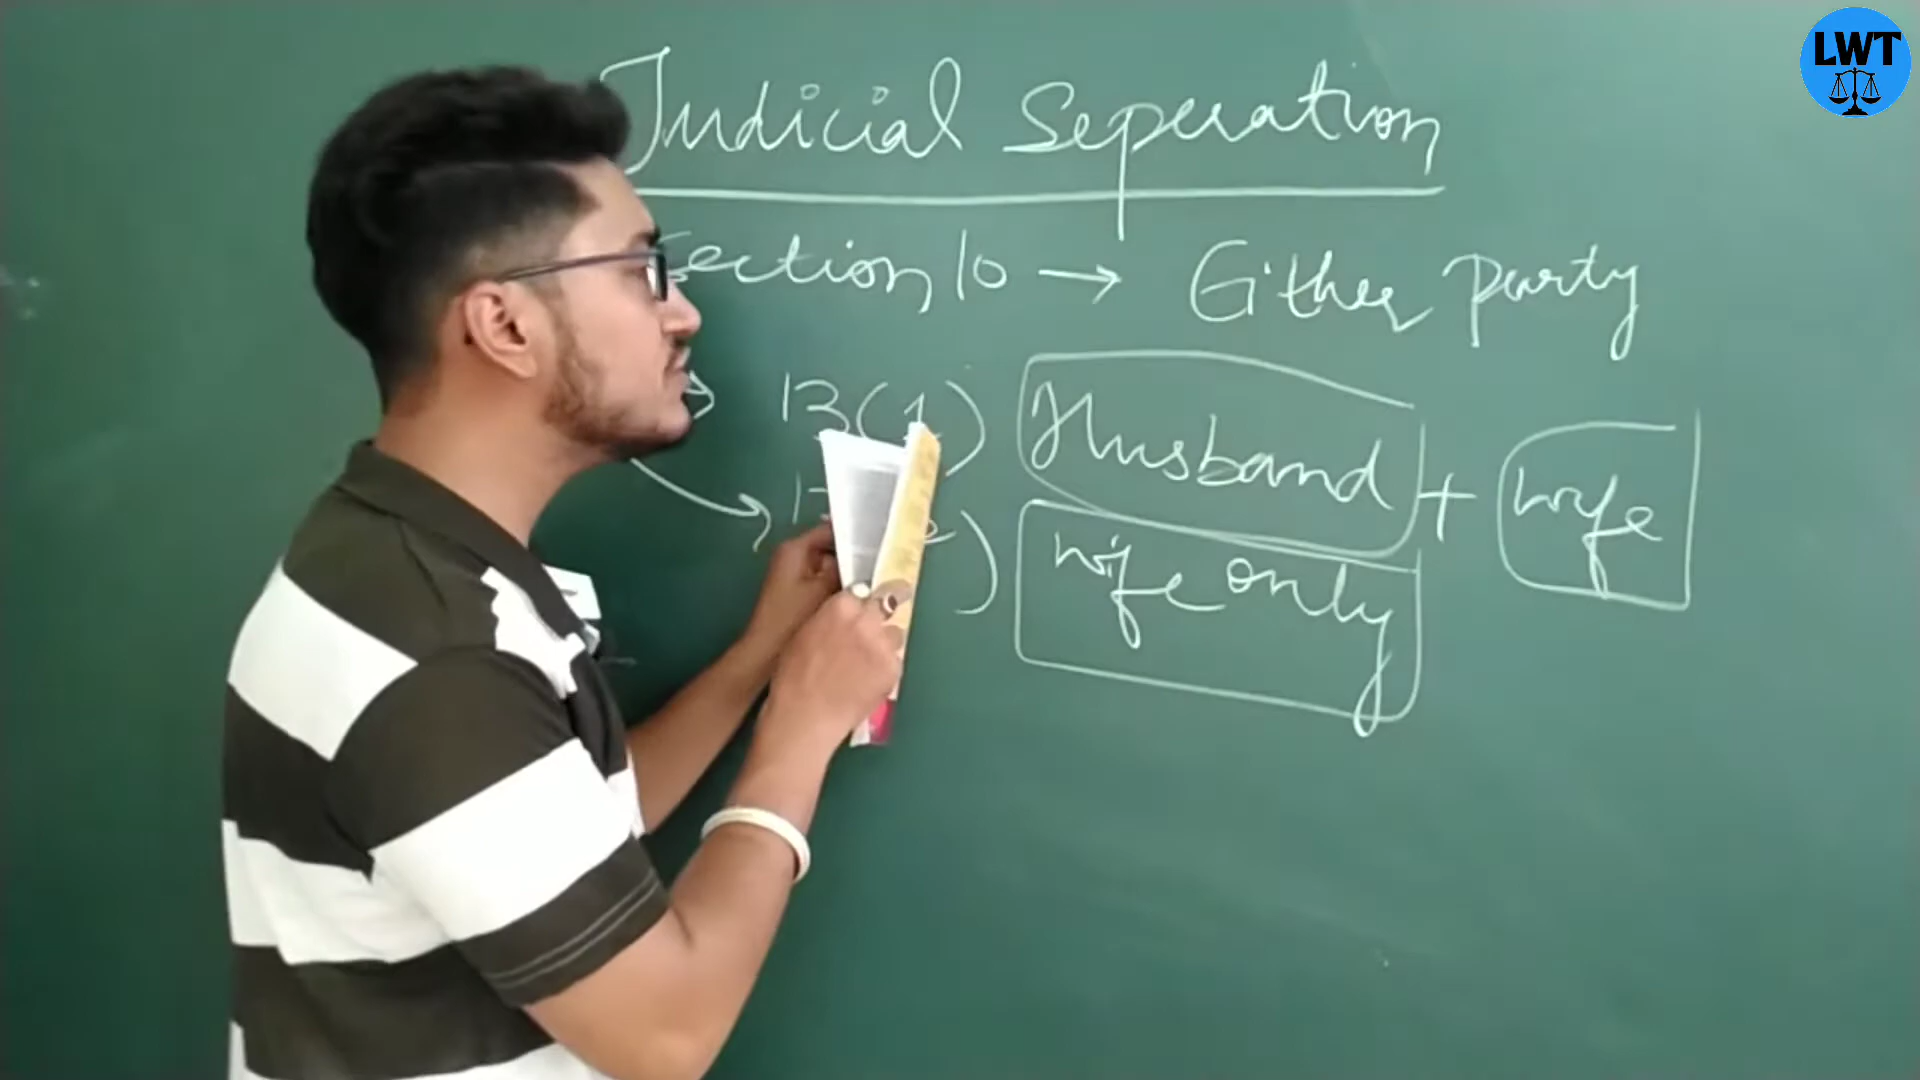 LWT
Judicial Seperation
Section 10 → Either party
13(1) Husband + wife
wife only